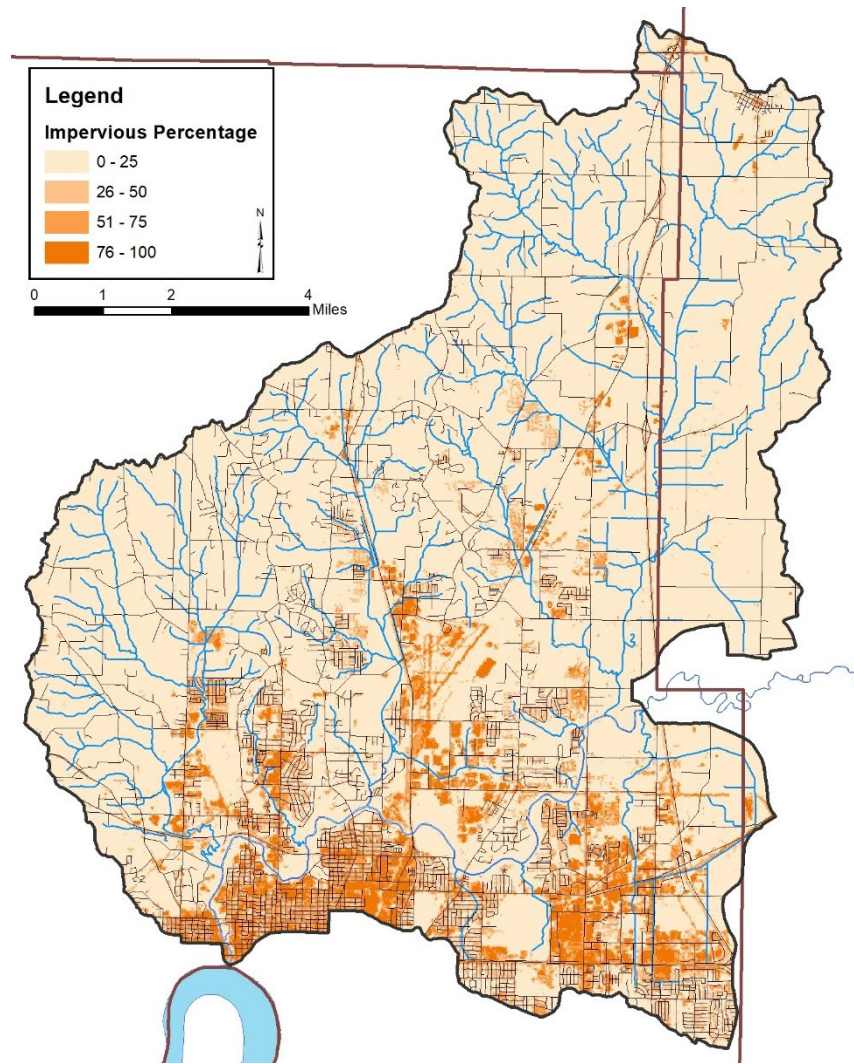 Legend
Impervious Percentage
0 - 25
26 - 50
51 - 75
76 - 100
N
0 1 2 4
Miles